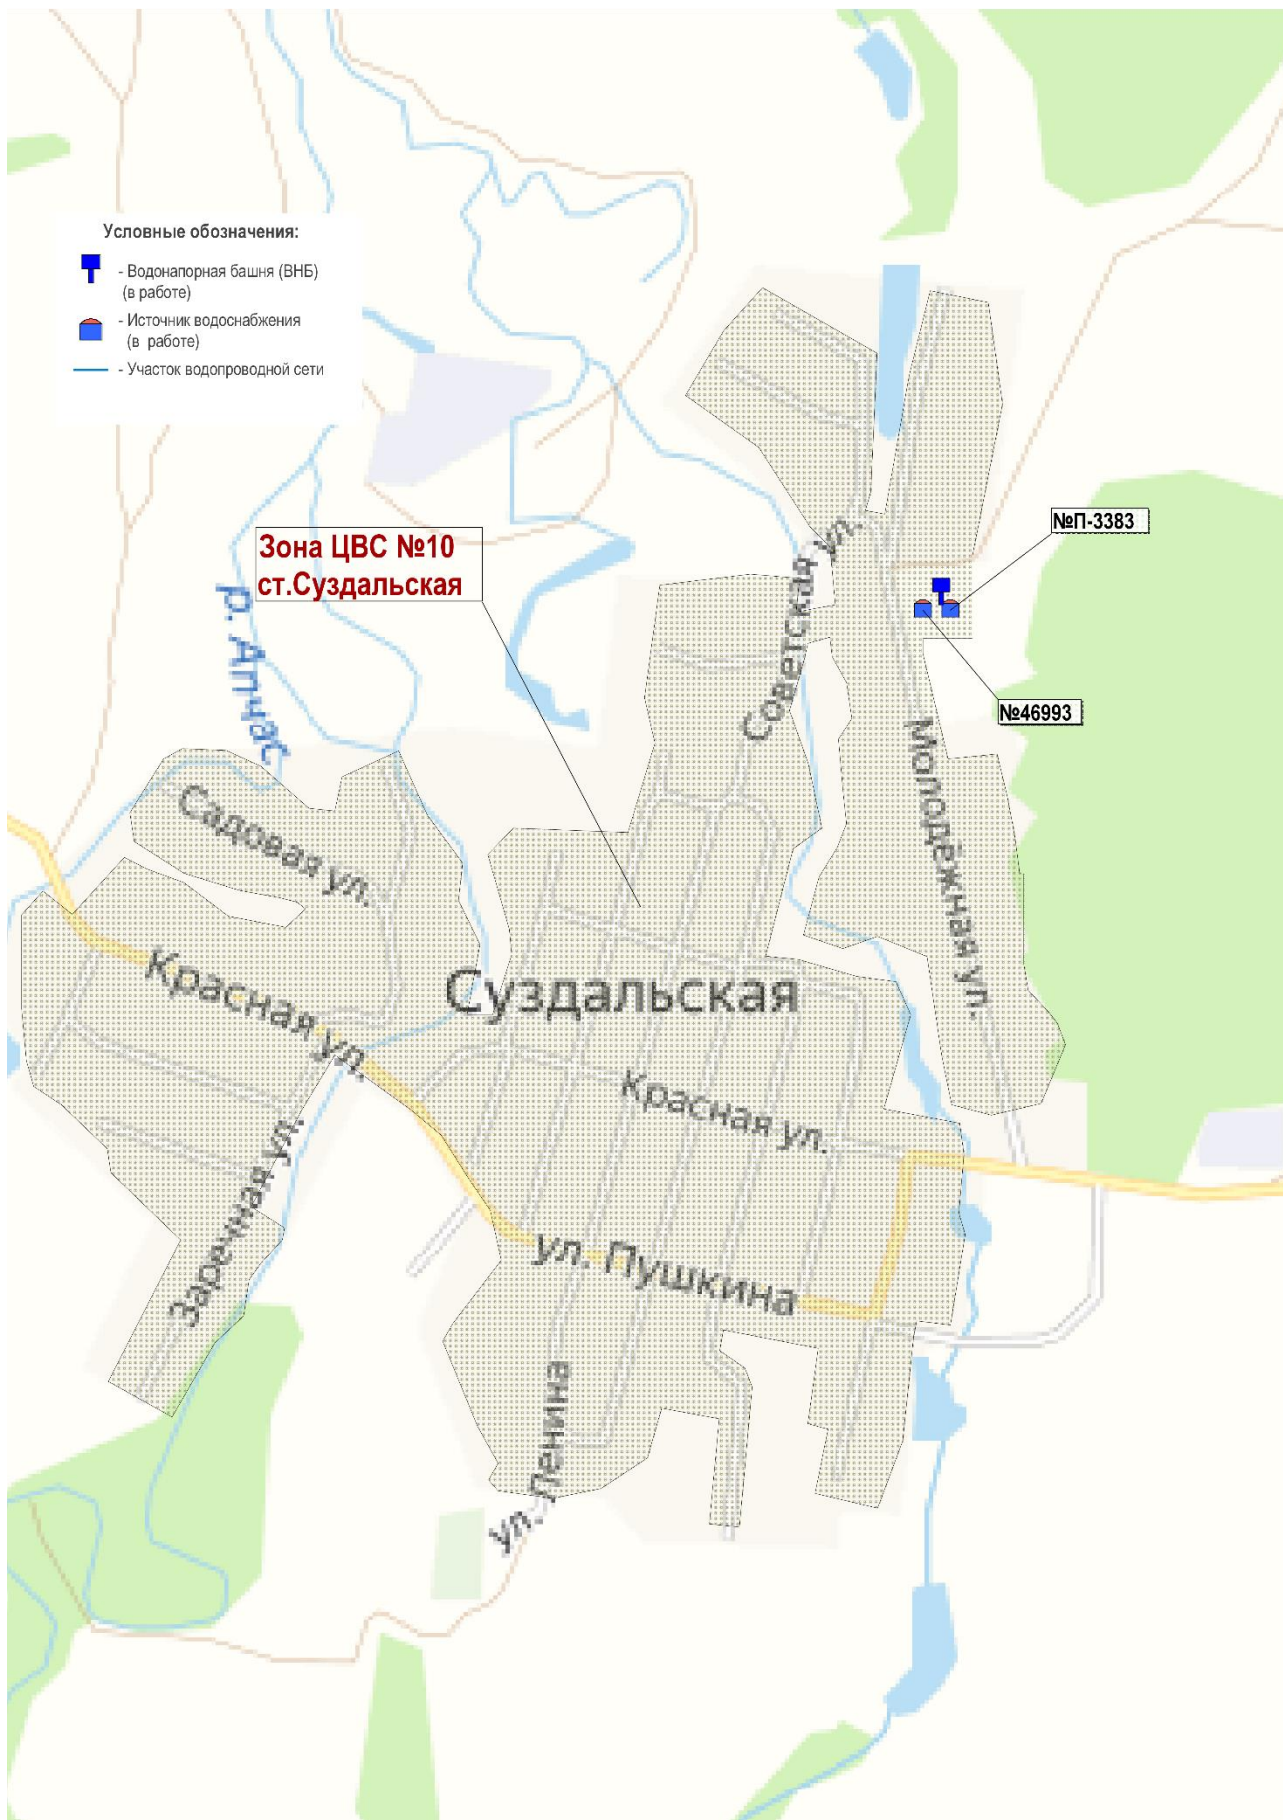 Условные обозначения:
- Водонапорная башня (ВНБ)
(в работе)
- Источник водоснабжения
(в работе)
- Участок водопроводной сети
№П-3383
Зона ЦВС №10
ст.Суздальская
р. Апчас
Советская ул.
№46993
Молодёжная ул.
Садовая ул.
Красная ул.
Суздальская
Красная ул.
Заречная ул.
ул. Пушкина
ул. Ленина